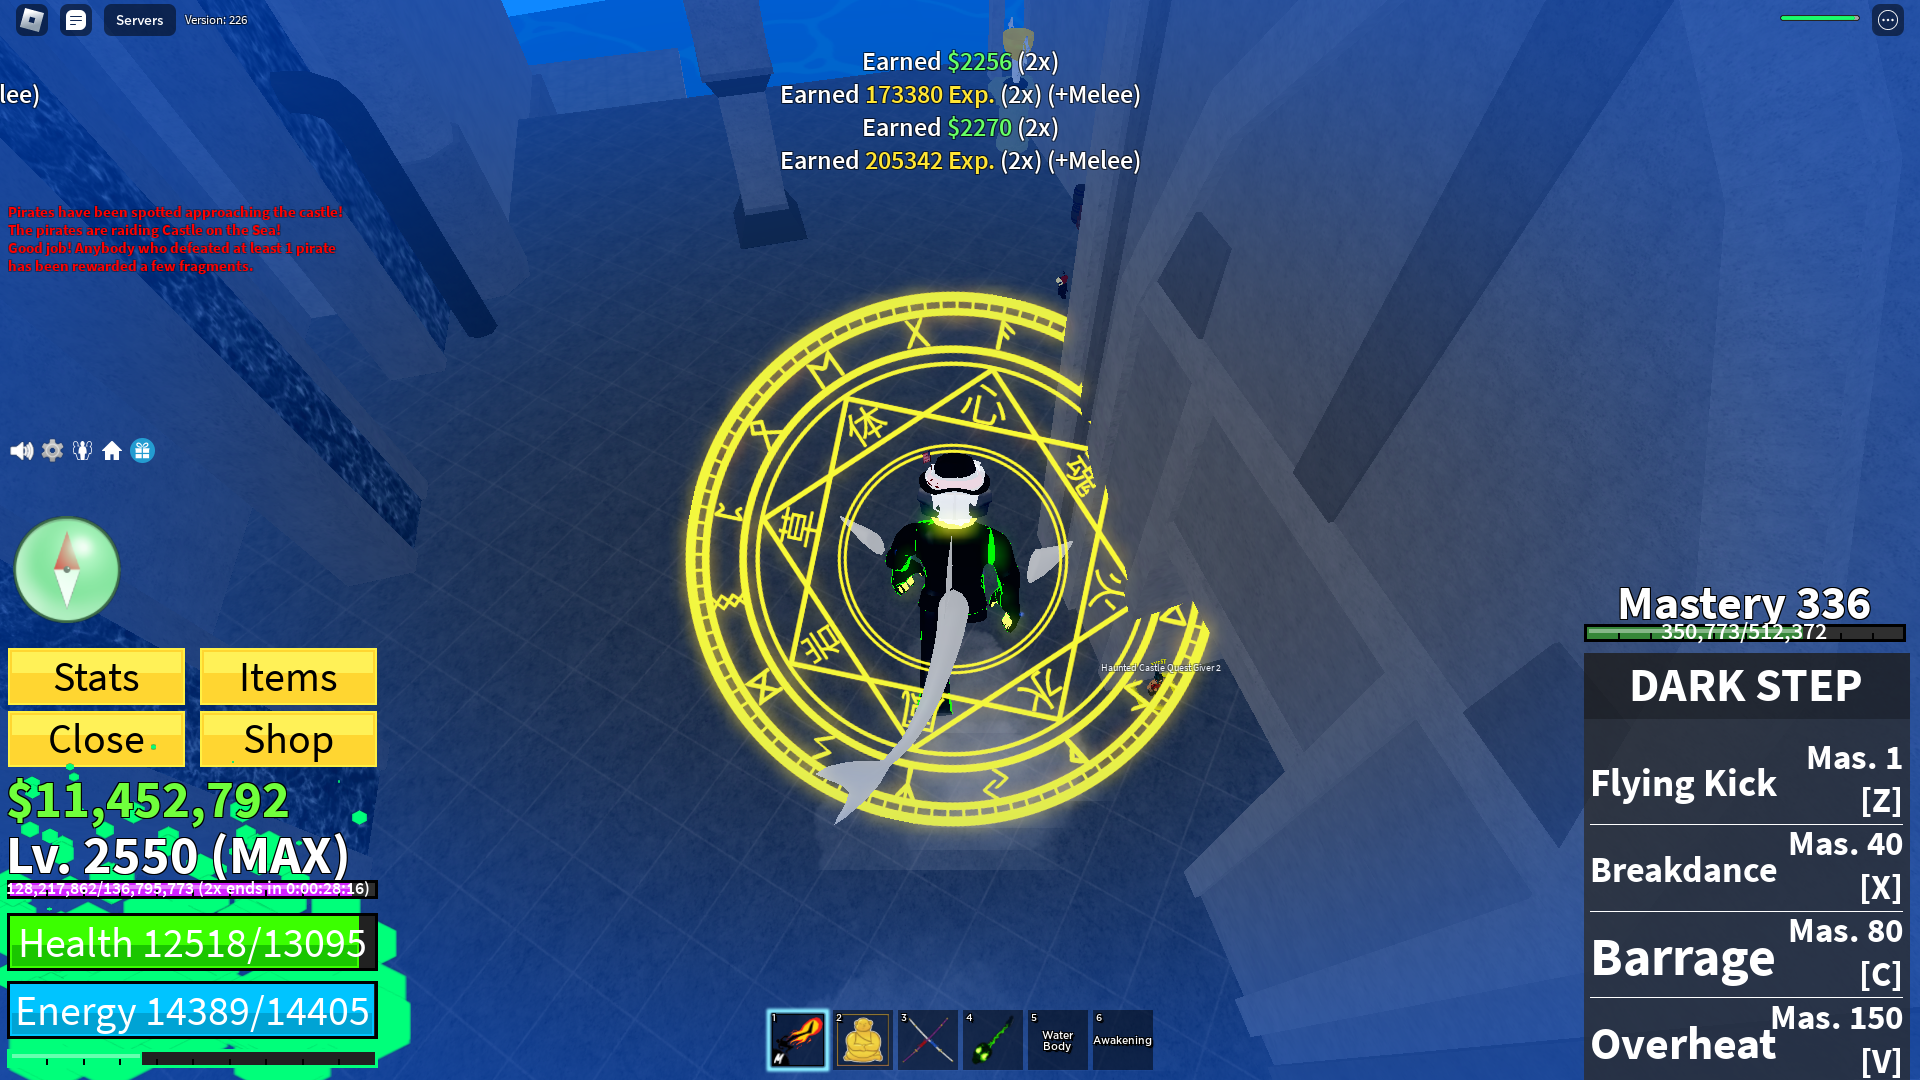 Servers
Version: 226
Earned $2256 (2x)
lee)
Earned 173380 Exp. (2x) (+Melee)
Earned $2270 (2x)
Earned 205342 Exp. (2x) (+Melee)
Pirates have been spotted approaching the castle!
The pirates are raiding Castle on the Sea!
Good job! Anybody who defeated at least 1 pirate
has been rewarded a few fragments.
心
体
魂
草
岩
Haunted Castle Quest Giver 2
Stats
Items
Close
Shop
$11,452,792
Lv. 2550 (MAX)
128,217,862/136,795,773 (2x ends in 0:00:28:16)
Health 12518/13095
Energy 14389/14405
1
2
3
4
5
Water
Body
6
Awakening
Mastery 336
350,773/512,372
DARK STEP
Flying Kick
Mas. 1
[Z]
Breakdance
Mas. 40
[X]
Barrage
Mas. 80
[C]
Overheat
Mas. 150
[V]